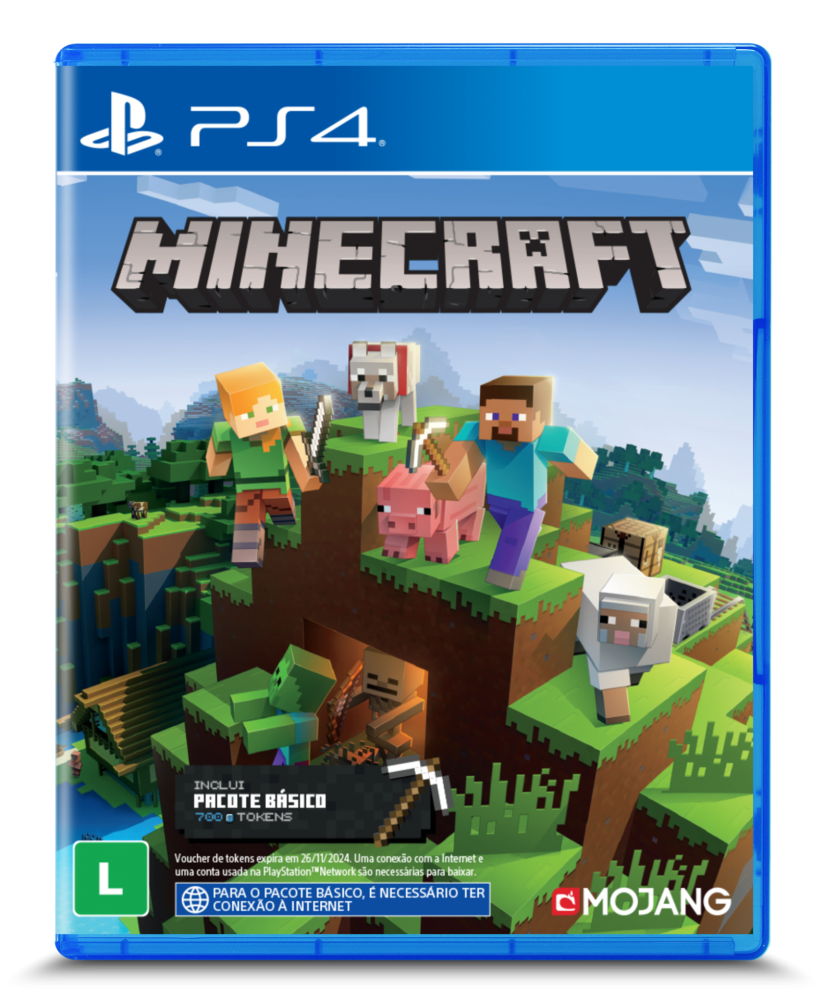 PS4
MINECRAFT
INCLUI
PACOTE BÁSICO
700 TOKENS
Voucher de tokens expira em 26/11/2024. Uma conexão com a Internet e
uma conta usada na PlayStation™Network são necessárias para baixar.
L
PARA O PACOTE BÁSICO, É NECESSÁRIO TER
CONEXÃO À INTERNET
MOJANG